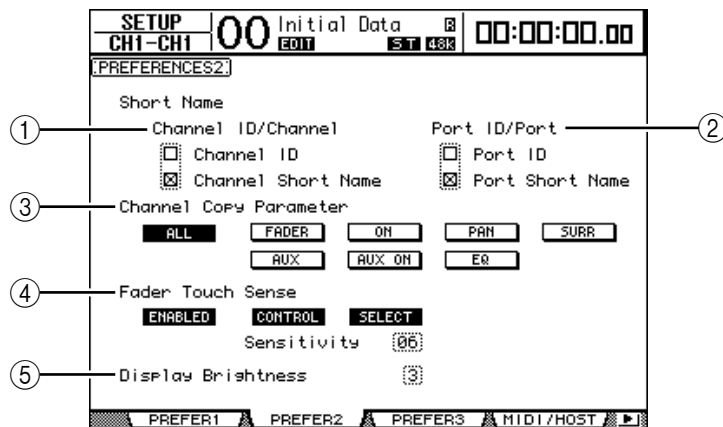 SETUP
CH1-CH1
00 Initial Data
EDIT ST 48k
00:00:00.00
PREFERENCES2
Short Name
① Channel ID/Channel Port ID/Port ②
Channel ID Port ID
Channel Short Name Port Short Name
③ Channel Copy Parameter
ALL FADER ON PAN SURR
AUX AUX ON EQ
④ Fader Touch Sense
ENABLED CONTROL SELECT
Sensitivity 06
⑤ Display Brightness 3
PREFER1 PREFER2 PREFER3 MIDI/HOST